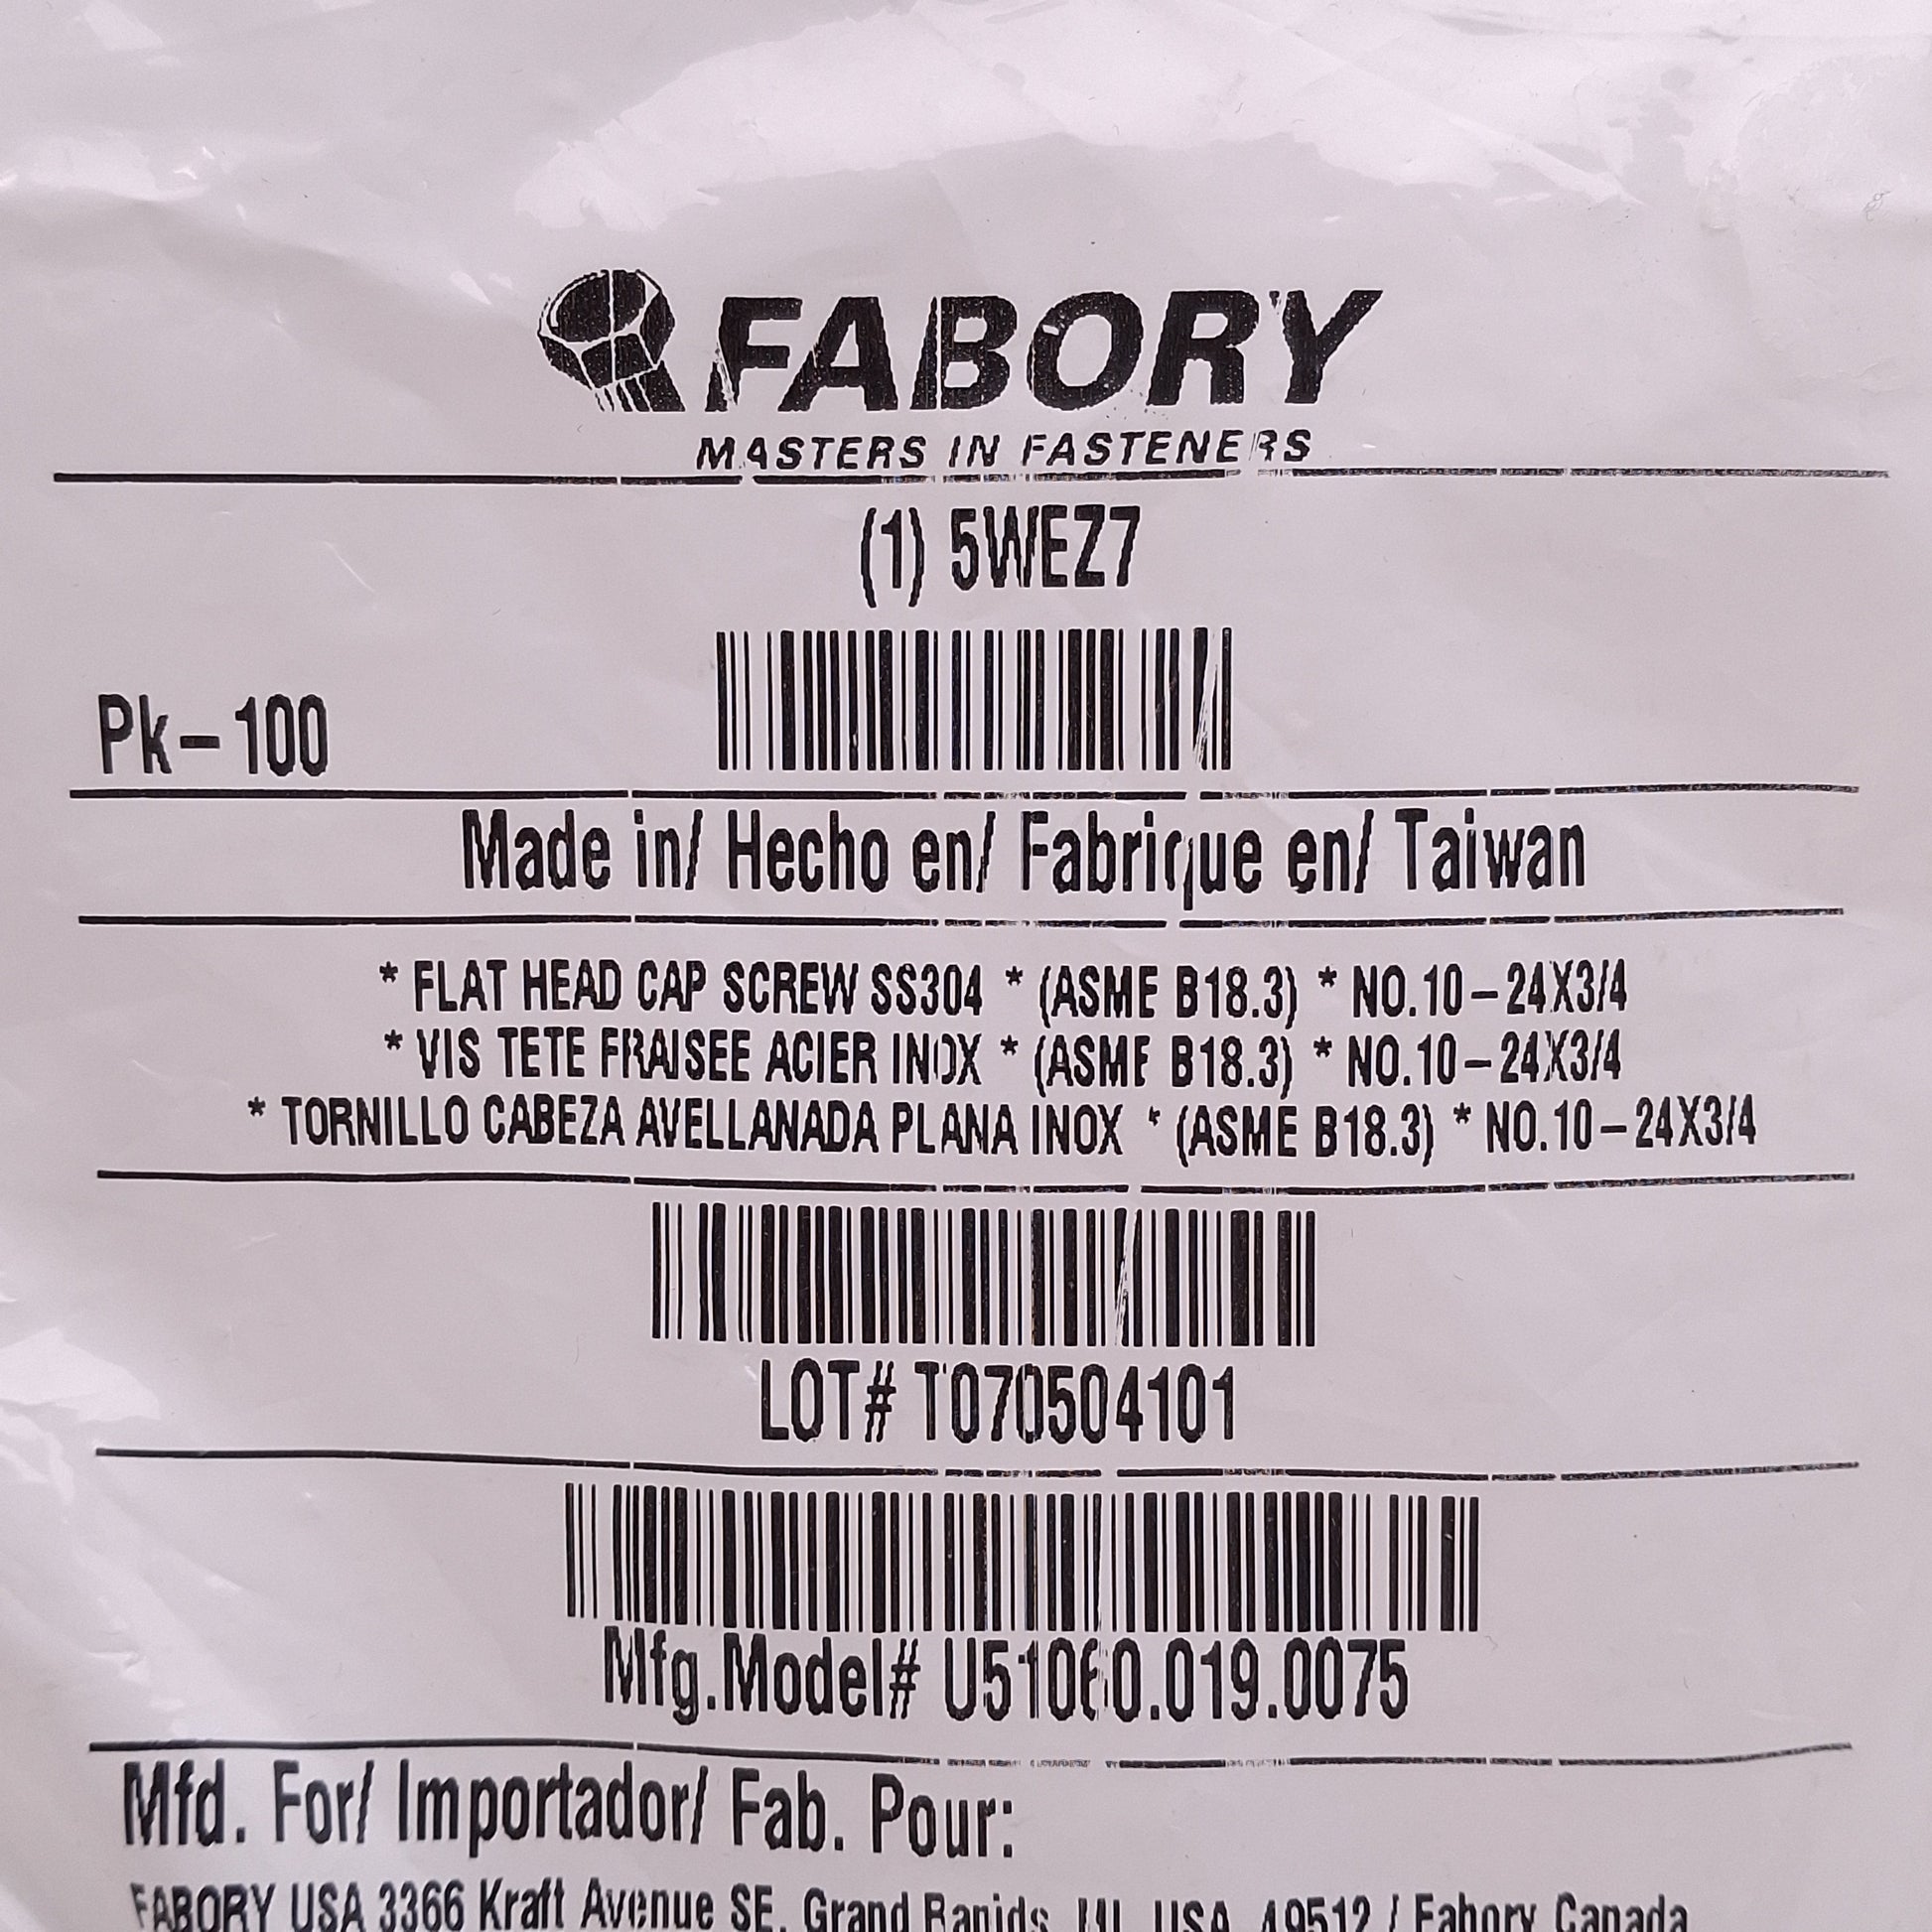 FABORY
MASTERS IN FASTENERS
(1) 5WEZ7
Pk-100
Made in/ Hecho en/ Fabrique en/ Taiwan
* FLAT HEAD CAP SCREW SS304 * (ASME B18.3) * NO.10-24X3/4
* VIS TETE FRAISEE ACIER INOX * (ASME B18.3) * NO.10-24X3/4
* TORNILLO CABEZA AVELLANADA PLANA INOX * (ASME B18.3) * NO.10-24X3/4
LOT# T070504101
Mfg.Model# U51060.019.0075
Mfd. For/ Importador/ Fab. Pour:
FABORY USA 3366 Kraft Avenue SE, Grand Rapids, MI, USA, 49512 / Fabory Canada